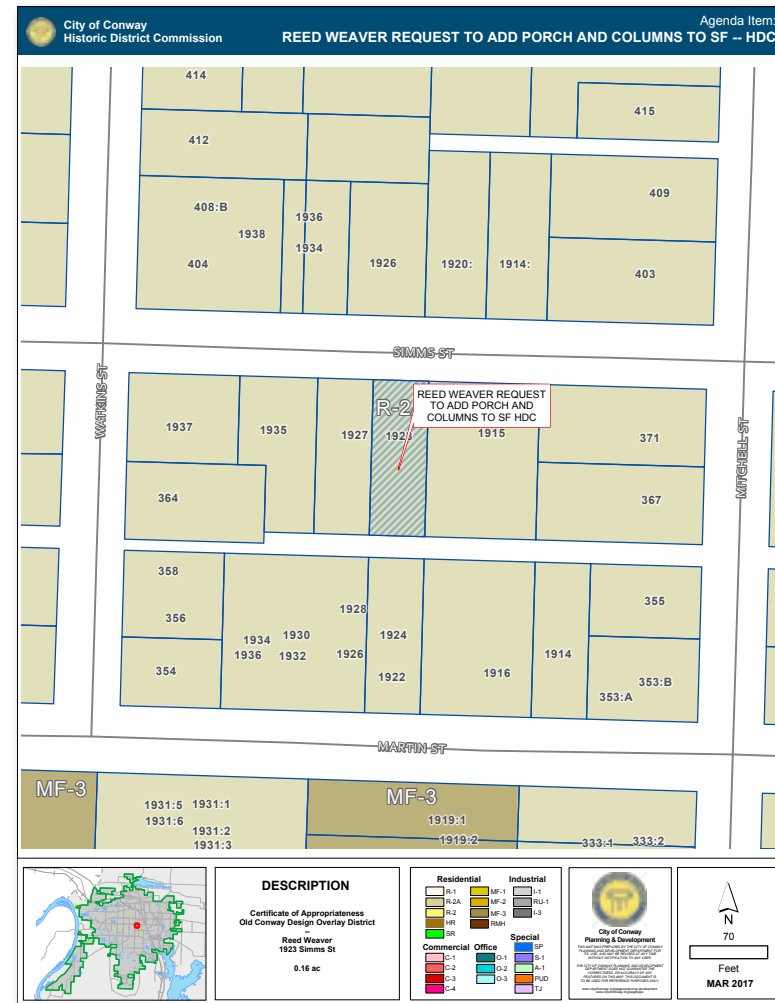 City of Conway
Historic District Commission
Agenda Item:
REED WEAVER REQUEST TO ADD PORCH AND COLUMNS TO SF -- HDC
414
415
412
409
408:B
1936
1938
1934
404
1926
1920:
1914:
403
SIMMS ST
WATKINS ST
MITCHELL ST
REED WEAVER REQUEST
TO ADD PORCH AND
COLUMNS TO SF HDC
R-2
1937
1935
1927
1923
1915
371
364
367
358
356
354
1934
1936
1930
1932
1928
1926
1924
1922
1916
1914
355
353:B
353:A
MARTIN ST
MF-3
MF-3
1931:5
1931:1
1931:6
1931:2
1931:3
1919:1
1919:2
333:1
333:2
DESCRIPTION
Certificate of Appropriateness
Old Conway Design Overlay District
--
Reed Weaver
1923 Simms St
0.16 ac
Residential
R-1
R-2A
R-2
HR
SR
MF-1
MF-2
MF-3
RMH
Industrial
I-1
RU-1
I-3
Commercial
C-1
C-2
C-3
C-4
Office
O-1
O-2
O-3
Special
SP
S-1
A-1
PUD
TJ
City of Conway
Planning & Development
N
70
Feet
MAR 2017